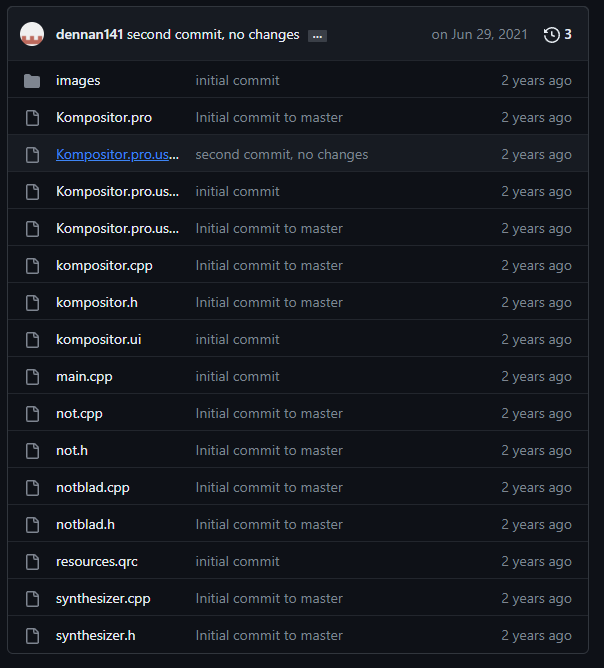 dennan141 second commit, no changes ... on Jun 29, 2021 3
images initial commit 2 years ago
Kompositor.pro Initial commit to master 2 years ago
Kompositor.pro.us... second commit, no changes 2 years ago
Kompositor.pro.us... initial commit 2 years ago
Kompositor.pro.us... Initial commit to master 2 years ago
kompositor.cpp Initial commit to master 2 years ago
kompositor.h Initial commit to master 2 years ago
kompositor.ui initial commit 2 years ago
main.cpp initial commit 2 years ago
not.cpp Initial commit to master 2 years ago
not.h Initial commit to master 2 years ago
notblad.cpp Initial commit to master 2 years ago
notblad.h Initial commit to master 2 years ago
resources.qrc initial commit 2 years ago
synthesizer.cpp Initial commit to master 2 years ago
synthesizer.h Initial commit to master 2 years ago